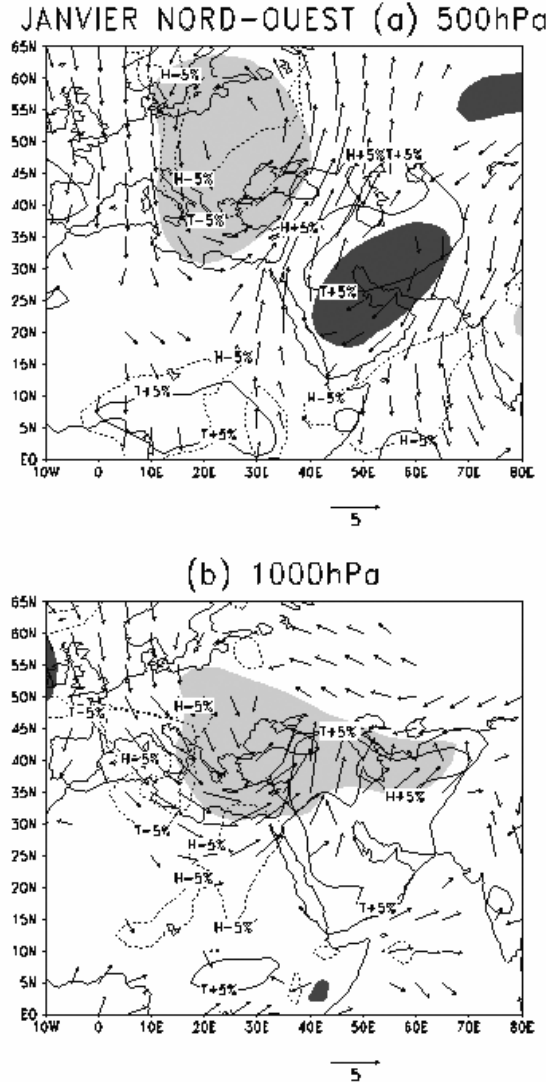 JANVIER NORD-OUEST (a) 500hPa
65N
60N
55N
50N
45N
40N
35N
30N
25N
20N
15N
10N
5N
EQ
H-5%
H-5%
T-5%
H+5%T+5%
H+5%
T+5%
H-5%
T+5%
T+5%
H-5%
H-5%
10W 0 10E 20E 30E 40E 50E 60E 70E 80E
5
(b) 1000hPa
65N
60N
55N
50N
45N
40N
35N
30N
25N
20N
15N
10N
5N
EQ
T-5%
H-5%
H-5%
T+5%
H+5%
T-5%
H-5%
H-5%
T+5%
T+5%
10W 0 10E 20E 30E 40E 50E 60E 70E 80E
5